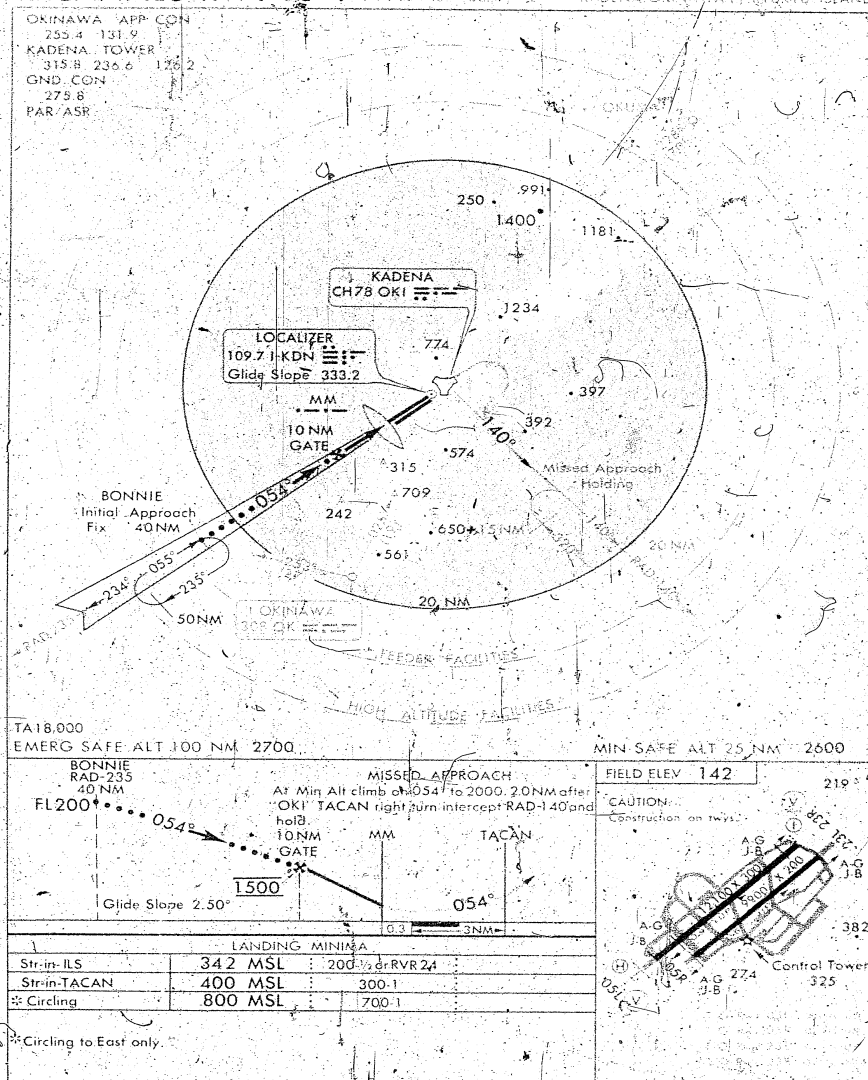 OKINAWA APP CON
255.4 131.9
KADENA TOWER
315.8 236.6 126.2
GND CON
275.8
PAR/ASR
250
991
1400
1181
KADENA
CH78 OKI
1234
774
LOCALIZER
109.7 I-KDN
Glide Slope 333.2
397
MM
10 NM
GATE
392
140°
574
Missed Approach
Holding
315
054°
709
BONNIE
Initial Approach
Fix 40NM
242
650
15 NM
140°
561
20 NM
055°
234°
235°
50NM
OKINAWA
20 NM
FEEDER FACILITIES
HIGH ALTITUDE FACILITIES
TA18,000
EMERG SAFE ALT 100 NM 2700
MIN SAFE ALT 25 NM 2600
BONNIE
RAD-235
40 NM
FL200
054°
MISSED APPROACH
At Min Alt climb on 054° to 2000. 2.0NM after
OKI TACAN right turn intercept RAD-140 and
hold.
10 NM
GATE
MM
TACAN
1500
Glide Slope 2.50°
054°
0.3
3NM
FIELD ELEV 142
219
CAUTION:
Construction on twys.
23R
23L
A-G
J-B
A-G
J-B
A-G
J-B
382
05L
05R
A-G
J-B
274
Control Tower
325
LANDING MINIMA
Str-in-ILS 342 MSL 200-½ or RVR 24
Str-in-TACAN 400 MSL 300-1
* Circling 800 MSL 700-1
*Circling to East only.